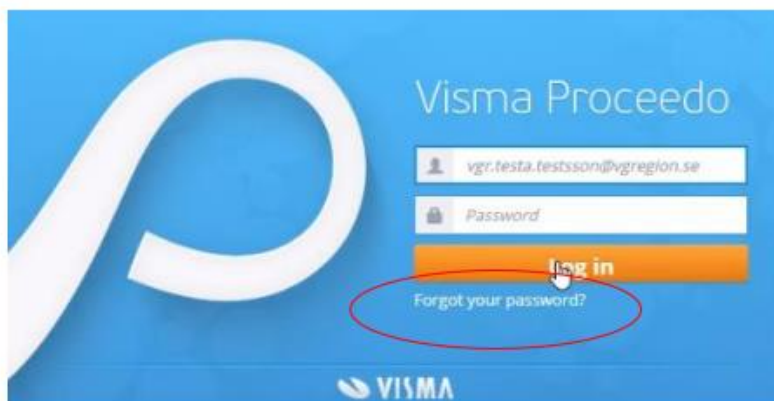 Visma Proceedo
vgr.testa.testsson@vgregion.se
Password
Log in
Forgot your password?
VISMA